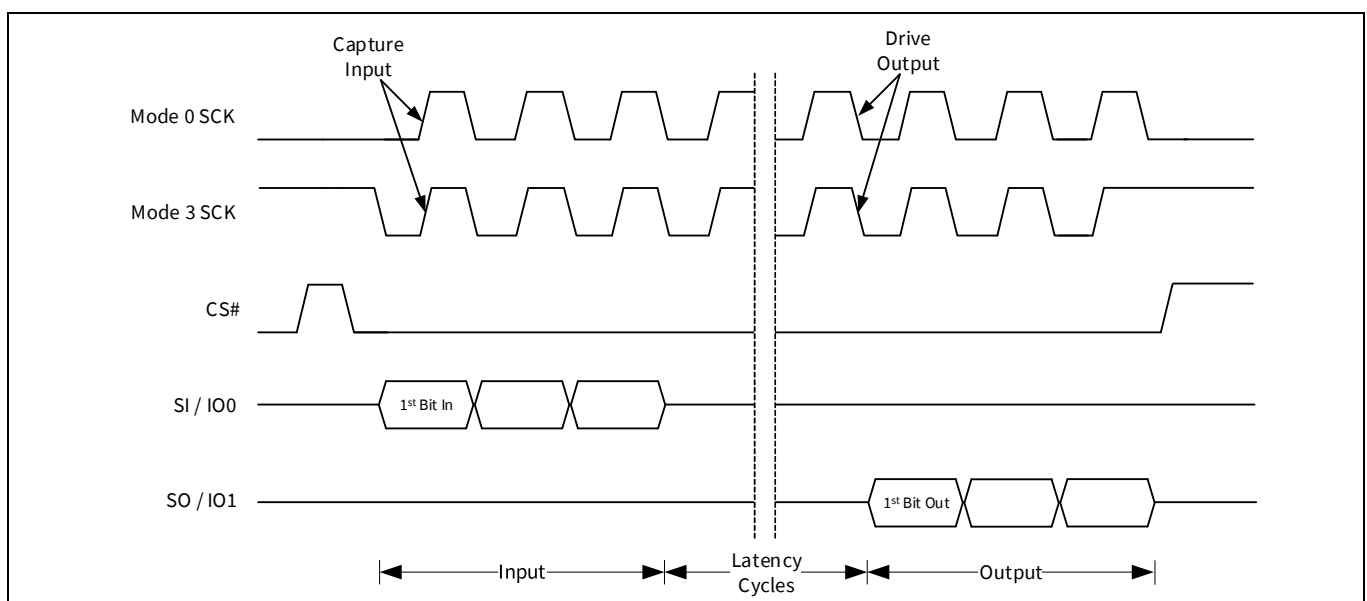 Capture
Input
Drive
Output
Mode 0 SCK
Mode 3 SCK
CS#
SI / IO0
1st Bit In
SO / IO1
1st Bit Out
Input
Latency
Cycles
Output